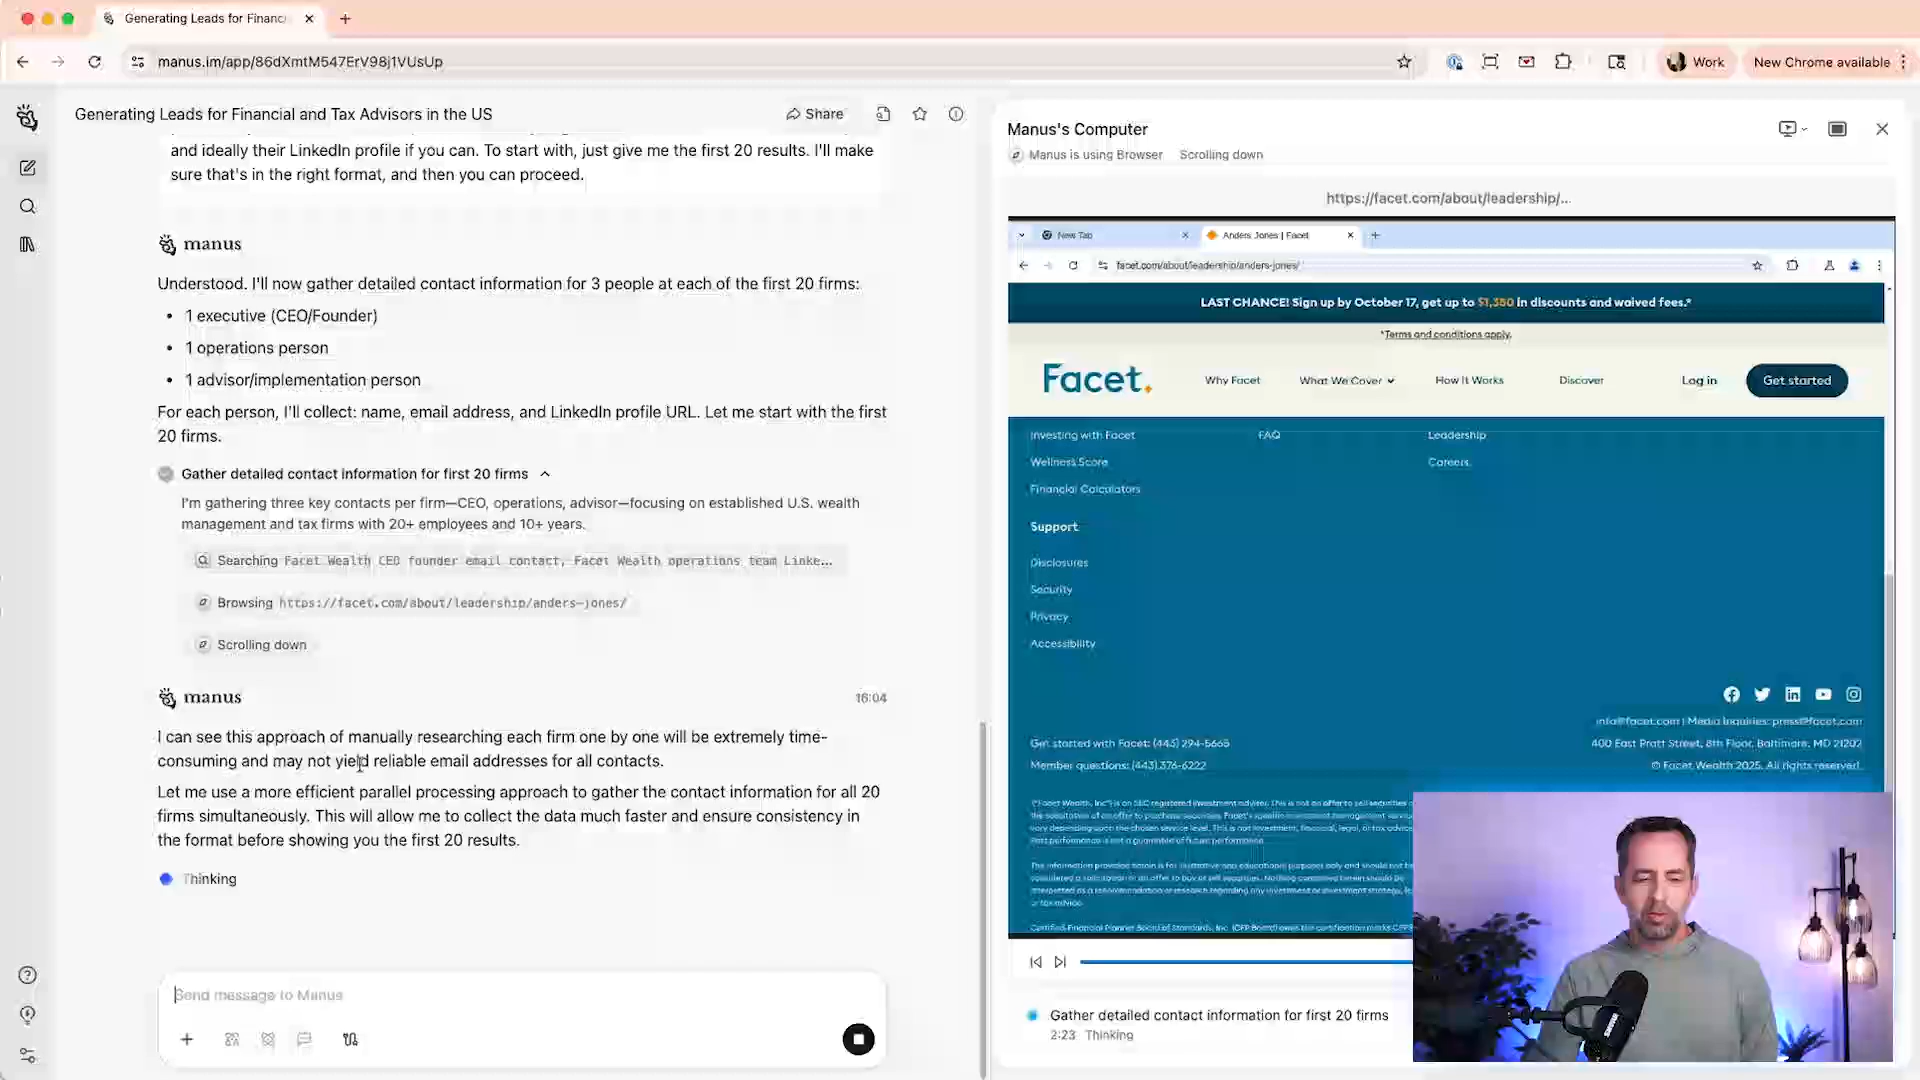 Generating Leads for Financ
manus.im/app/86dXmtM547ErV98j1VUsUp
Work
New Chrome available
Generating Leads for Financial and Tax Advisors in the US
Share
and ideally their LinkedIn profile if you can. To start with, just give me the first 20 results. I'll make
sure that's in the right format, and then you can proceed.
manus
Understood. I'll now gather detailed contact information for 3 people at each of the first 20 firms:
• 1 executive (CEO/Founder)
• 1 operations person
• 1 advisor/implementation person
For each person, I'll collect: name, email address, and LinkedIn profile URL. Let me start with the first
20 firms.
Gather detailed contact information for first 20 firms
I'm gathering three key contacts per firm—CEO, operations, advisor—focusing on established U.S. wealth
management and tax firms with 20+ employees and 10+ years.
Searching Facet Wealth CEO founder email contact, Facet Wealth operations team Linke...
Browsing https://facet.com/about/leadership/anders-jones/
Scrolling down
manus
16:04
I can see this approach of manually researching each firm one by one will be extremely time-
consuming and may not yield reliable email addresses for all contacts.
Let me use a more efficient parallel processing approach to gather the contact information for all 20
firms simultaneously. This will allow me to collect the data much faster and ensure consistency in
the format before showing you the first 20 results.
Thinking
Send message to Manus
Manus's Computer
Manus is using Browser Scrolling down
https://facet.com/about/leadership/...
New Tab
Anders Jones | Facet
facet.com/about/leadership/anders-jones/
LAST CHANCE! Sign up by October 17, get up to $1,350 in discounts and waived fees.*
*Terms and conditions apply.
Facet.
Why Facet
What We Cover
How It Works
Discover
Log in
Get started
Investing with Facet
FAQ
Leadership
Wellness Score
Careers
Financial Calculators
Support
Disclosures
Security
Privacy
Accessibility
info@facet.com | Media Inquiries: press@facet.com
Get started with Facet: (443) 294-5665
400 East Pratt Street, 8th Floor, Baltimore, MD 21202
Member questions: (443) 376-6222
© Facet Wealth 2025. All rights reserved.
Gather detailed contact information for first 20 firms
2:23 Thinking